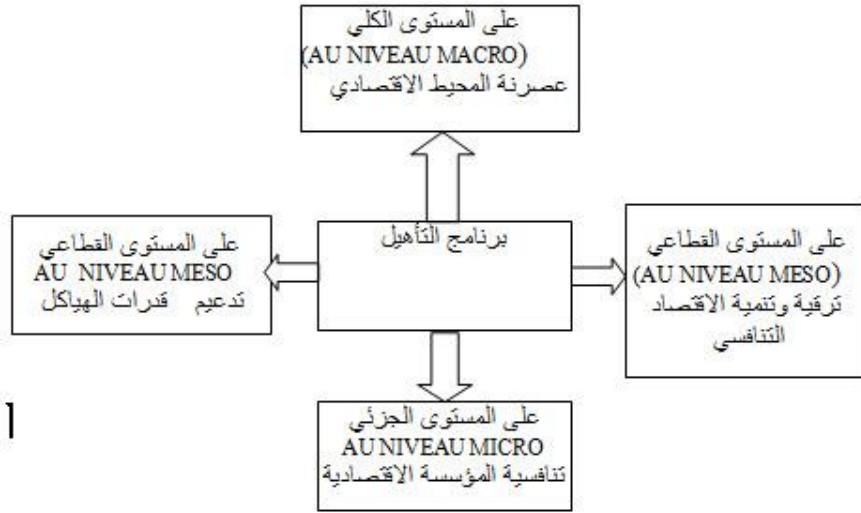 على المستوى الكلي
(AU NIVEAU MACRO)
عصرنة المحيط الاقتصادي
برنامج التأهيل
على المستوى القطاعي
(AU NIVEAU MESO)
ترقية وتنمية الاقتصاد
التنافسي
على المستوى القطاعي
AU NIVEAU MESO
تدعيم قدرات الهياكل
على المستوى الجزئي
AU NIVEAU MICRO
تنافسية المؤسسة الاقتصادية